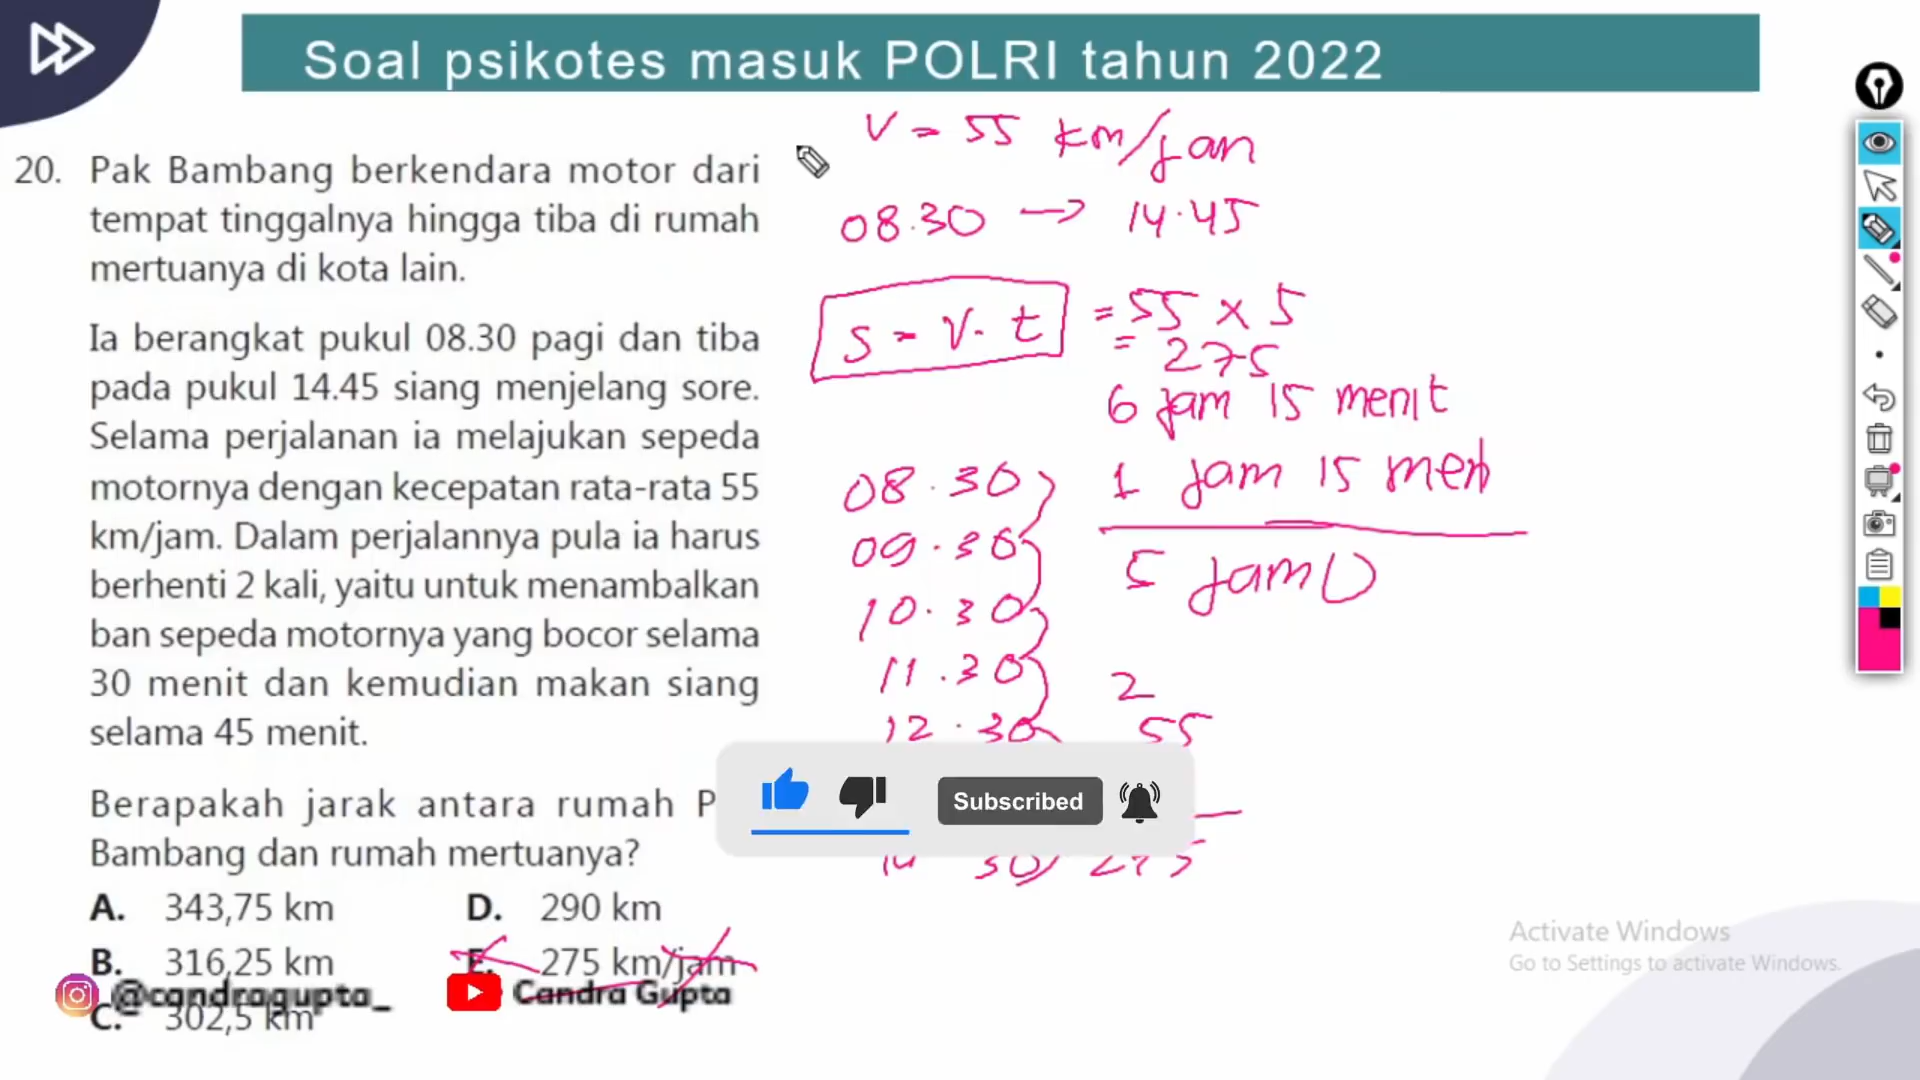 Soal psikotes masuk POLRI tahun 2022
20. Pak Bambang berkendara motor dari
tempat tinggalnya hingga tiba di rumah
mertuanya di kota lain.
Ia berangkat pukul 08.30 pagi dan tiba
pada pukul 14.45 siang menjelang sore.
Selama perjalanan ia melajukan sepeda
motornya dengan kecepatan rata-rata 55
km/jam. Dalam perjalannya pula ia harus
berhenti 2 kali, yaitu untuk menambalkan
ban sepeda motornya yang bocor selama
30 menit dan kemudian makan siang
selama 45 menit.
Berapakah jarak antara rumah P
Bambang dan rumah mertuanya?
A. 343,75 km
B. 316,25 km
C. 302,5 km
D. 290 km
E. 275 km/jam
@candragupta_
Candra Gupta
V = 55 km/jam
08.30 → 14.45
S = V. t = 55 x 5
= 275
6 jam 15 menit
1 jam 15 men
5 jam
08.30
09.30
10.30
11.30
12.30
2
55
275
Subscribed
Activate Windows
Go to Settings to activate Windows.